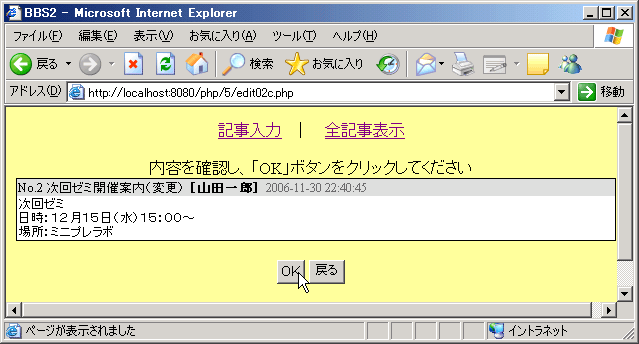 BBS2 - Microsoft Internet Explorer
ファイル(F) 編集(E) 表示(V) お気に入り(A) ツール(T) ヘルプ(H)
戻る 検索 お気に入り
アドレス(D) http://localhost:8080/php/5/edit02c.php 移動
記事入力 | 全記事表示
内容を確認し、「OK」ボタンをクリックしてください
No.2 次回ゼミ開催案内(変更) [山田一郎] 2006-11-30 22:40:45
次回ゼミ
日時:12月15日(水)15:00~
場所:ミニプレラボ
OK 戻る
ページが表示されました イントラネット